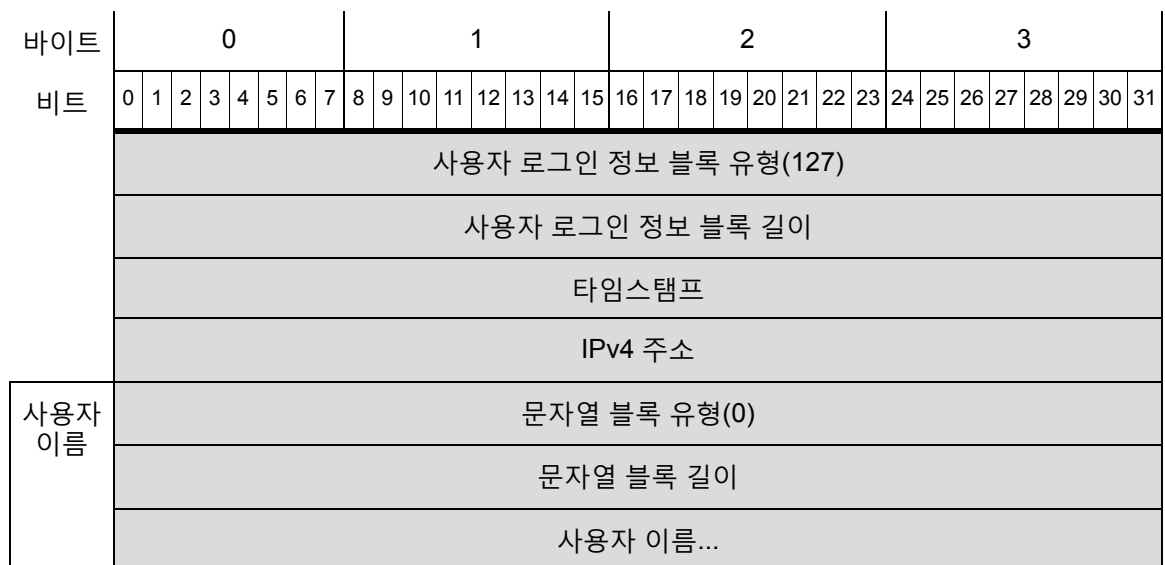 바이트 0 1 2 3
비트 0 1 2 3 4 5 6 7 8 9 10 11 12 13 14 15 16 17 18 19 20 21 22 23 24 25 26 27 28 29 30 31
사용자 로그인 정보 블록 유형(127)
사용자 로그인 정보 블록 길이
타임스탬프
IPv4 주소
사용자
이름
문자열 블록 유형(0)
문자열 블록 길이
사용자 이름...